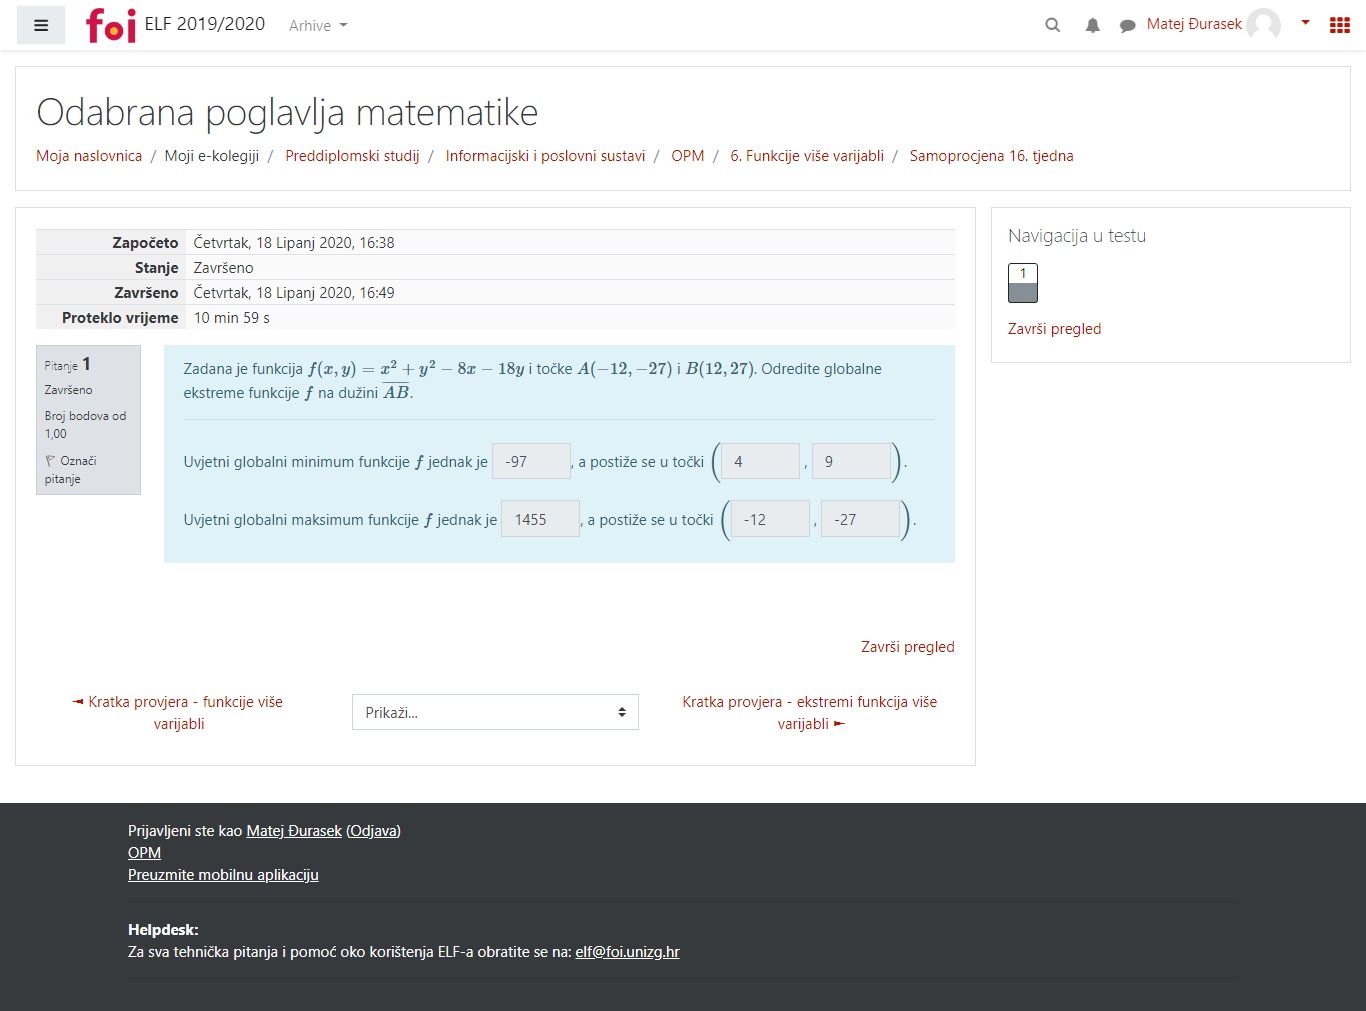 foi ELF 2019/2020 Arhive Matej Đurasek
Odabrana poglavlja matematike
Moja naslovnica / Moji e-kolegiji / Preddiplomski studij / Informacijski i poslovni sustavi / OPM / 6. Funkcije više varijabli / Samoprocjena 16. tjedna
Započeto Četvrtak, 18 Lipanj 2020, 16:38
Stanje Završeno
Završeno Četvrtak, 18 Lipanj 2020, 16:49
Proteklo vrijeme 10 min 59 s
Navigacija u testu
1
Završi pregled
Pitanje 1
Završeno
Broj bodova od
1,00
Označi
pitanje
Zadana je funkcija f(x, y) = x² + y² − 8x − 18y i točke A(−12, −27) i B(12, 27). Odredite globalne
ekstreme funkcije f na dužini A̅B̅.
Uvjetni globalni minimum funkcije f jednak je -97, a postiže se u točki (4, 9).
Uvjetni globalni maksimum funkcije f jednak je 1455, a postiže se u točki (-12, -27).
Završi pregled
◄ Kratka provjera - funkcije više
varijabli
Prikaži...
Kratka provjera - ekstremi funkcija više
varijabli ►
Prijavljeni ste kao Matej Đurasek (Odjava)
OPM
Preuzmite mobilnu aplikaciju
Helpdesk:
Za sva tehnička pitanja i pomoć oko korištenja ELF-a obratite se na: elf@foi.unizg.hr